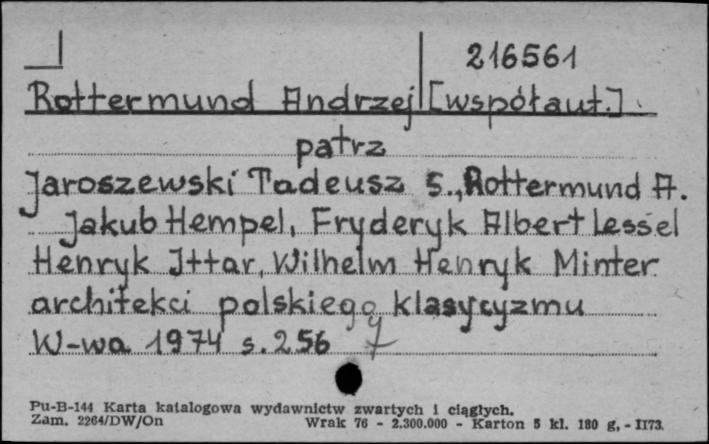 216561
Rottermund Andrzej [współaut.]
patrz
Jaroszewski Tadeusz S., Rottermund A.
Jakub Hempel, Fryderyk Albert Lessel
Henryk Ittar, Wilhelm Henryk Minter
architekci polskiego klasycyzmu
W-wa 1974 s. 256
Pu-B-144 Karta katalogowa wydawnictw zwartych i ciągłych.
Zam. 2264/DW/On Wrak 76 - 2.300.000 - Karton 5 kl. 180 g, - II73.